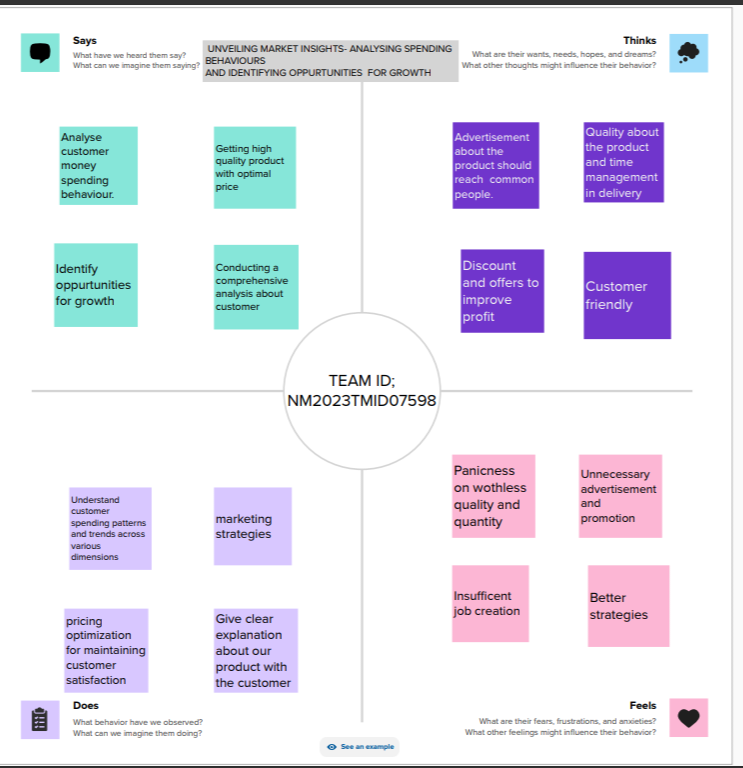 Says
What have we heard them say?
What can we imagine them saying?
UNVEILING MARKET INSIGHTS- ANALYSING SPENDING
BEHAVIOURS
AND IDENTIFYING OPPURTUNITIES FOR GROWTH
Thinks
What are their wants, needs, hopes, and dreams?
What other thoughts might influence their behavior?
Analyse
customer
money
spending
behaviour.
Getting high
quality product
with optimal
price
Advertisement
about the
product should
reach common
people.
Quality about
the product
and time
management
in delivery
Identify
oppurtunities
for growth
Conducting a
comprehensive
analysis about
customer
Discount
and offers to
improve
profit
Customer
friendly
TEAM ID;
NM2023TMID07598
Understand
customer
spending patterns
and trends across
various
dimensions
marketing
strategies
Panicness
on wothless
quality and
quantity
Unnecessary
advertisement
and
promotion
pricing
optimization
for maintaining
customer
satisfaction
Give clear
explanation
about our
product with
the customer
Insufficent
job creation
Better
strategies
Does
What behavior have we observed?
What can we imagine them doing?
Feels
What are their fears, frustrations, and anxieties?
What other feelings might influence their behavior?
See an example